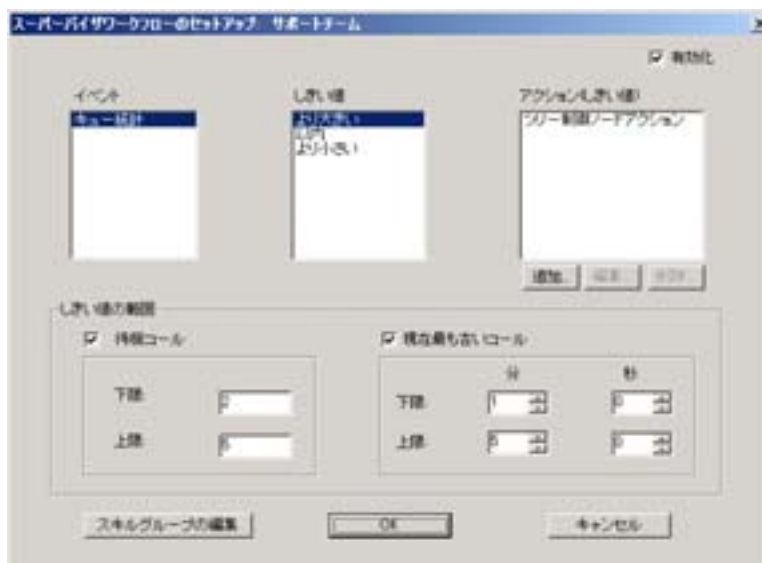 スーパーバイザワークフローのセットアップ サポートチーム
有効化
イベント
しきい値
アクション(しきい値)
キュー統計
より大きい
以内
より小さい
ツリー制御ノードアクション
追加...
編集...
削除...
しきい値の範囲
待機コール
現在最も古いコール
分
秒
下限:
下限:
1
0
上限:
上限:
0
スキルグループの編集
OK
キャンセル